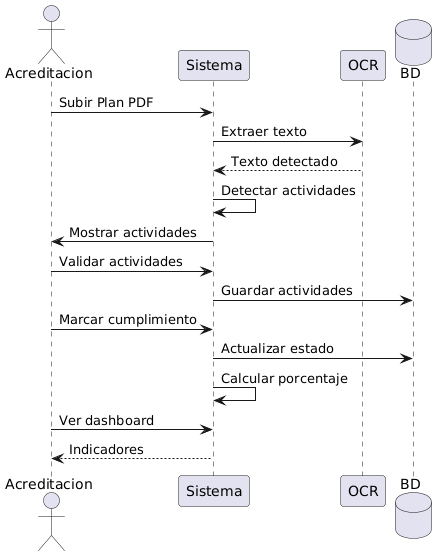 Acreditacion
Sistema
OCR
BD
Subir Plan PDF
Extraer texto
Texto detectado
Detectar actividades
Mostrar actividades
Validar actividades
Guardar actividades
Marcar cumplimiento
Actualizar estado
Calcular porcentaje
Ver dashboard
Indicadores
Acreditacion
Sistema
OCR
BD